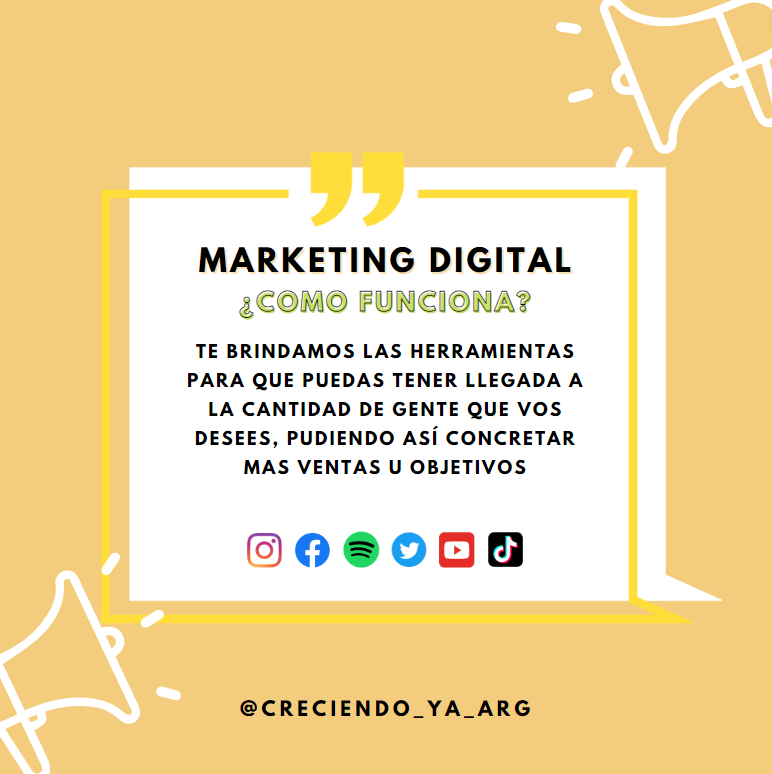 MARKETING DIGITAL
¿COMO FUNCIONA?
TE BRINDAMOS LAS HERRAMIENTAS
PARA QUE PUEDAS TENER LLEGADA A
LA CANTIDAD DE GENTE QUE VOS
DESEES, PUDIENDO ASÍ CONCRETAR
MAS VENTAS U OBJETIVOS
@CRECIENDO_YA_ARG